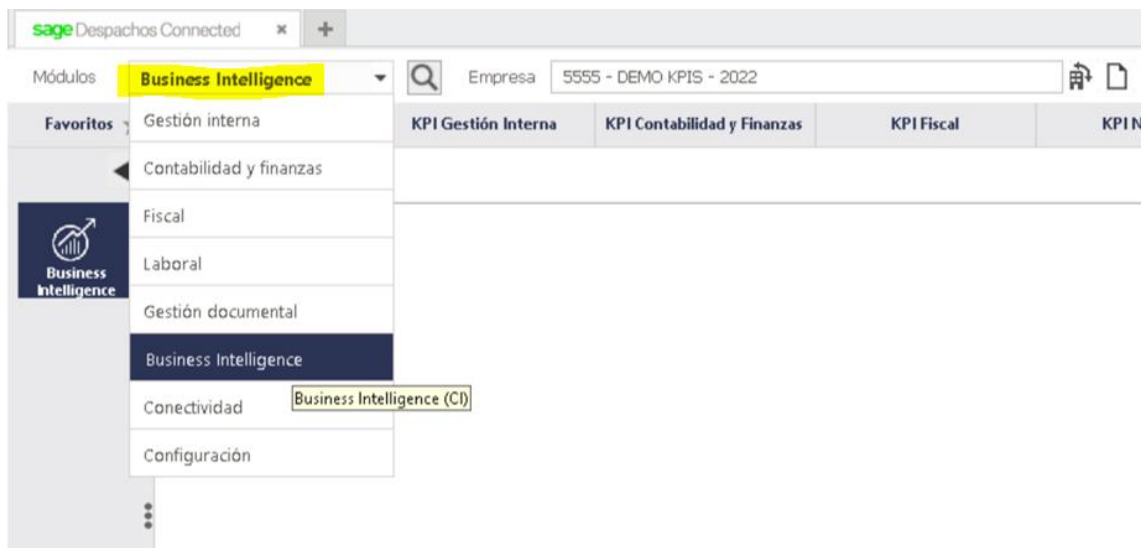 sage Despachos Connected
Módulos Business Intelligence Empresa 5555 - DEMO KPIS - 2022
Favoritos KPI Gestión Interna KPI Contabilidad y Finanzas KPI Fiscal KPI N
Gestión interna
Contabilidad y finanzas
Fiscal
Laboral
Gestión documental
Business Intelligence
Business Intelligence (CI)
Conectividad
Configuración
Business
Intelligence